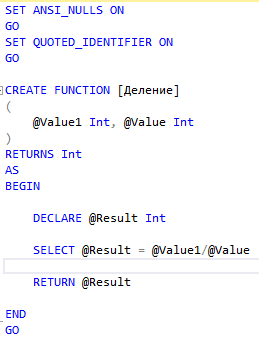 SET ANSI_NULLS ON
GO
SET QUOTED_IDENTIFIER ON
GO
CREATE FUNCTION [Деление]
(
@Value1 Int, @Value Int
)
RETURNS Int
AS
BEGIN
DECLARE @Result Int
SELECT @Result = @Value1/@Value
RETURN @Result
END
GO